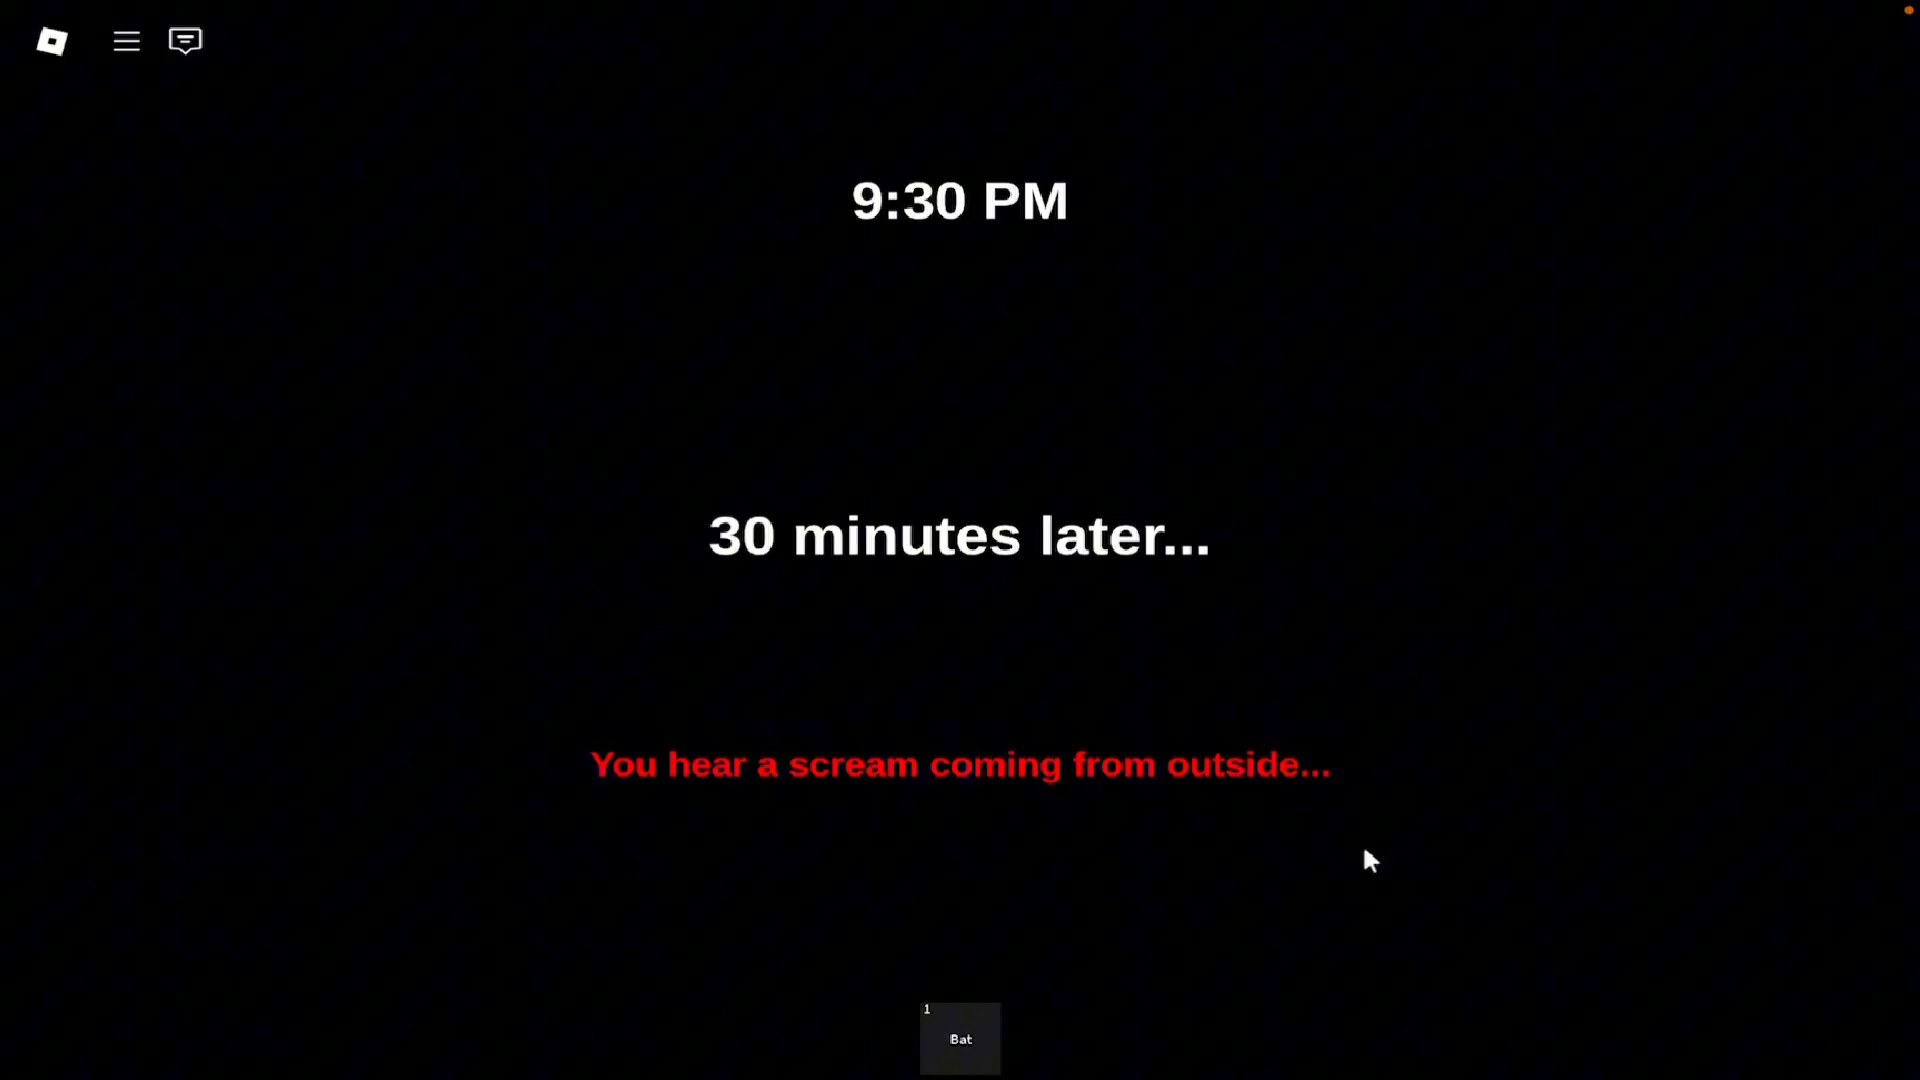 9:30 PM
30 minutes later...
You hear a scream coming from outside...
1
Bat